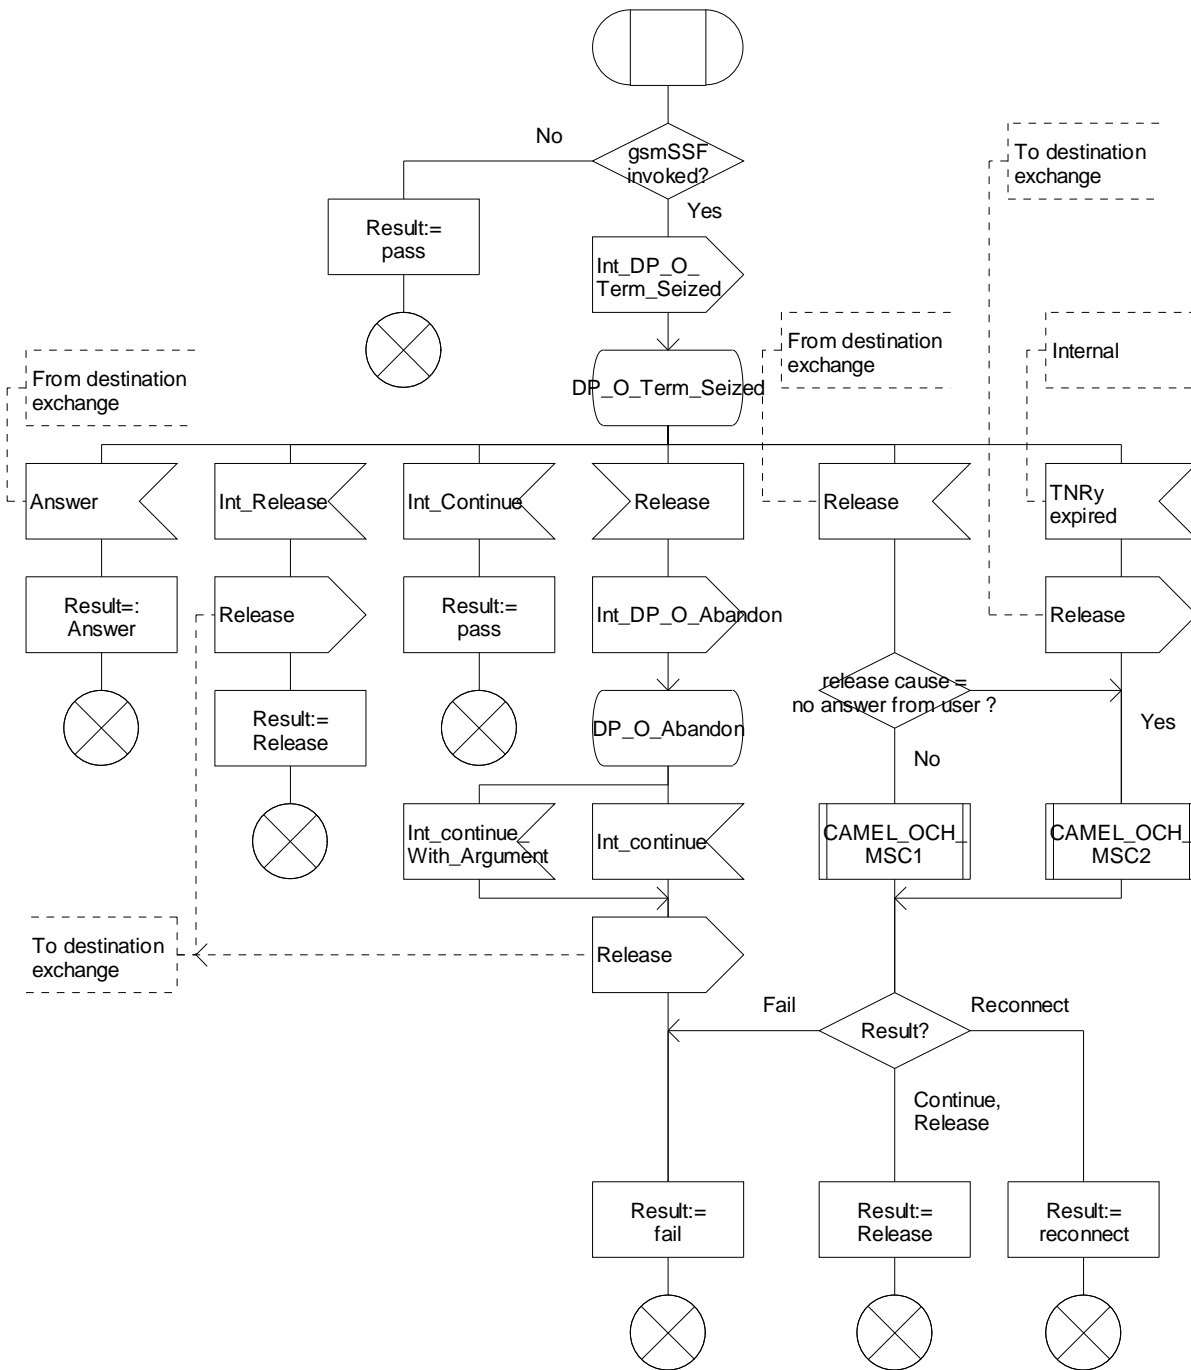 No
gsmSSF
invoked?
To destination
exchange
Yes
Result:=
pass
Int_DP_O_
Term_Seized
From destination
exchange
Internal
From destination
exchange
DP_O_Term_Seized
Answer
Int_Release
Int_Continue
Release
Release
TNRy
expired
Result=:
Answer
Release
Result:=
pass
Int_DP_O_Abandon
Release
release cause =
no answer from user ?
Result:=
Release
DP_O_Abandon
Yes
No
Int_continue_
With_Argument
Int_continue
CAMEL_OCH_
MSC1
CAMEL_OCH_
MSC2
To destination
exchange
Release
Fail
Reconnect
Result?
Continue,
Release
Result:=
fail
Result:=
Release
Result:=
reconnect